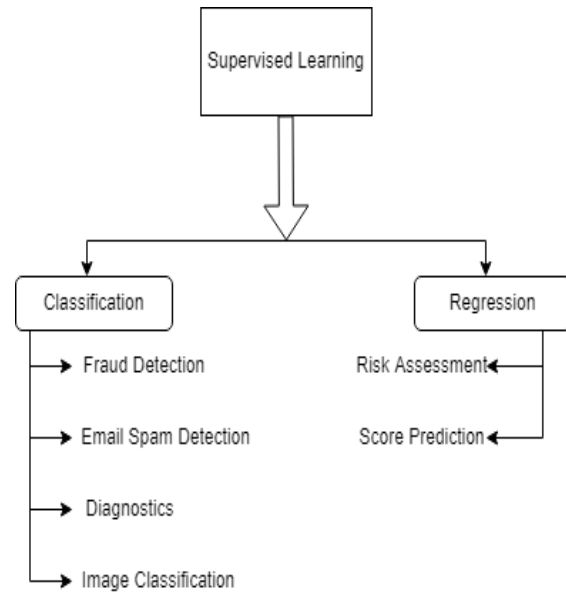 Supervised Learning
Classification
Regression
Fraud Detection
Risk Assessment
Email Spam Detection
Score Prediction
Diagnostics
Image Classification